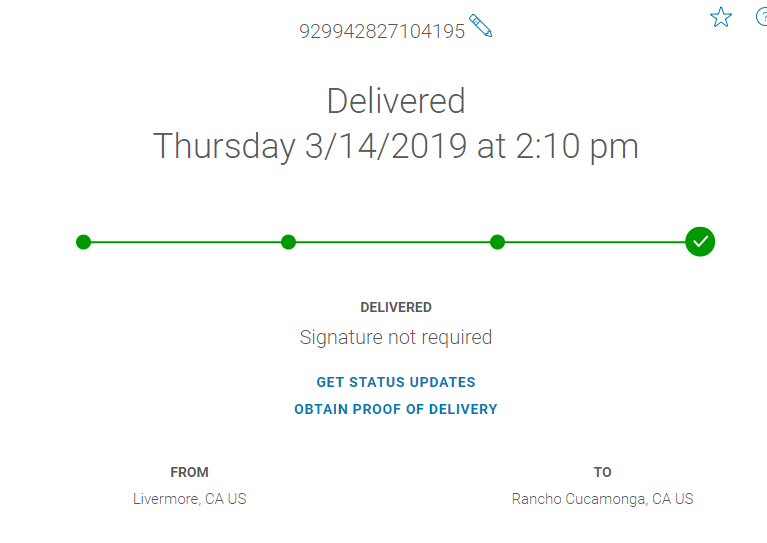 929942827104195
Delivered
Thursday 3/14/2019 at 2:10 pm
DELIVERED
Signature not required
GET STATUS UPDATES
OBTAIN PROOF OF DELIVERY
FROM
Livermore, CA US
TO
Rancho Cucamonga, CA US